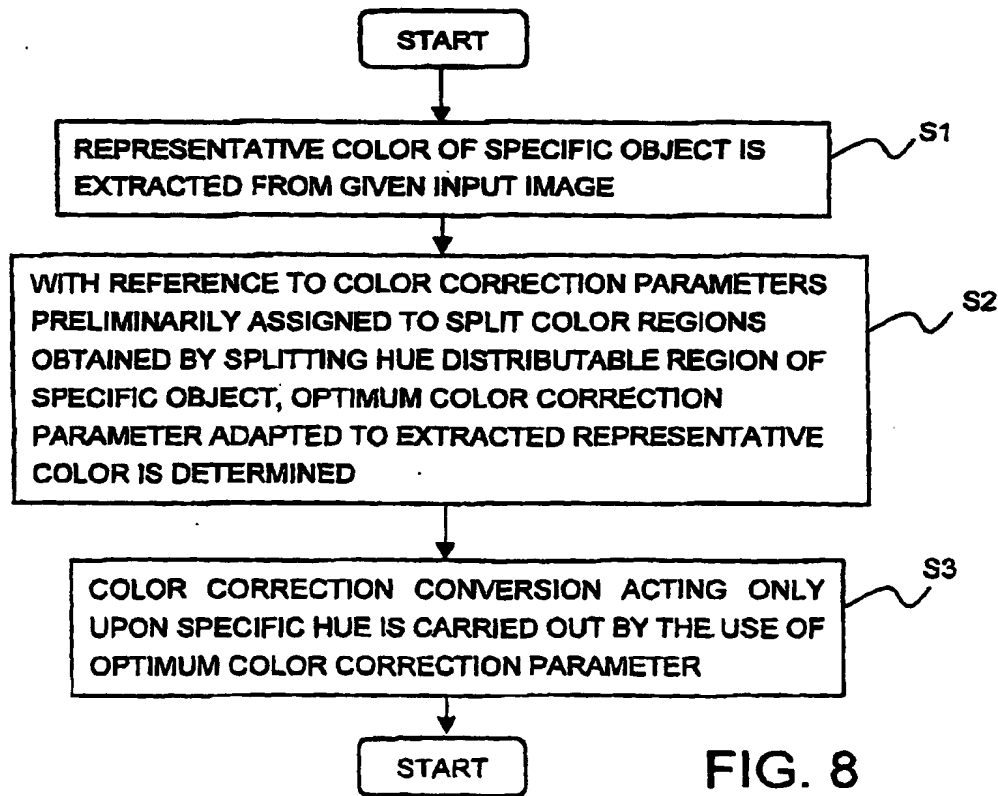 START
REPRESENTATIVE COLOR OF SPECIFIC OBJECT IS
EXTRACTED FROM GIVEN INPUT IMAGE
S1
WITH REFERENCE TO COLOR CORRECTION PARAMETERS
PRELIMINARILY ASSIGNED TO SPLIT COLOR REGIONS
OBTAINED BY SPLITTING HUE DISTRIBUTABLE REGION OF
SPECIFIC OBJECT, OPTIMUM COLOR CORRECTION
PARAMETER ADAPTED TO EXTRACTED REPRESENTATIVE
COLOR IS DETERMINED
S2
COLOR CORRECTION CONVERSION ACTING ONLY
UPON SPECIFIC HUE IS CARRIED OUT BY THE USE OF
OPTIMUM COLOR CORRECTION PARAMETER
S3
START
FIG. 8